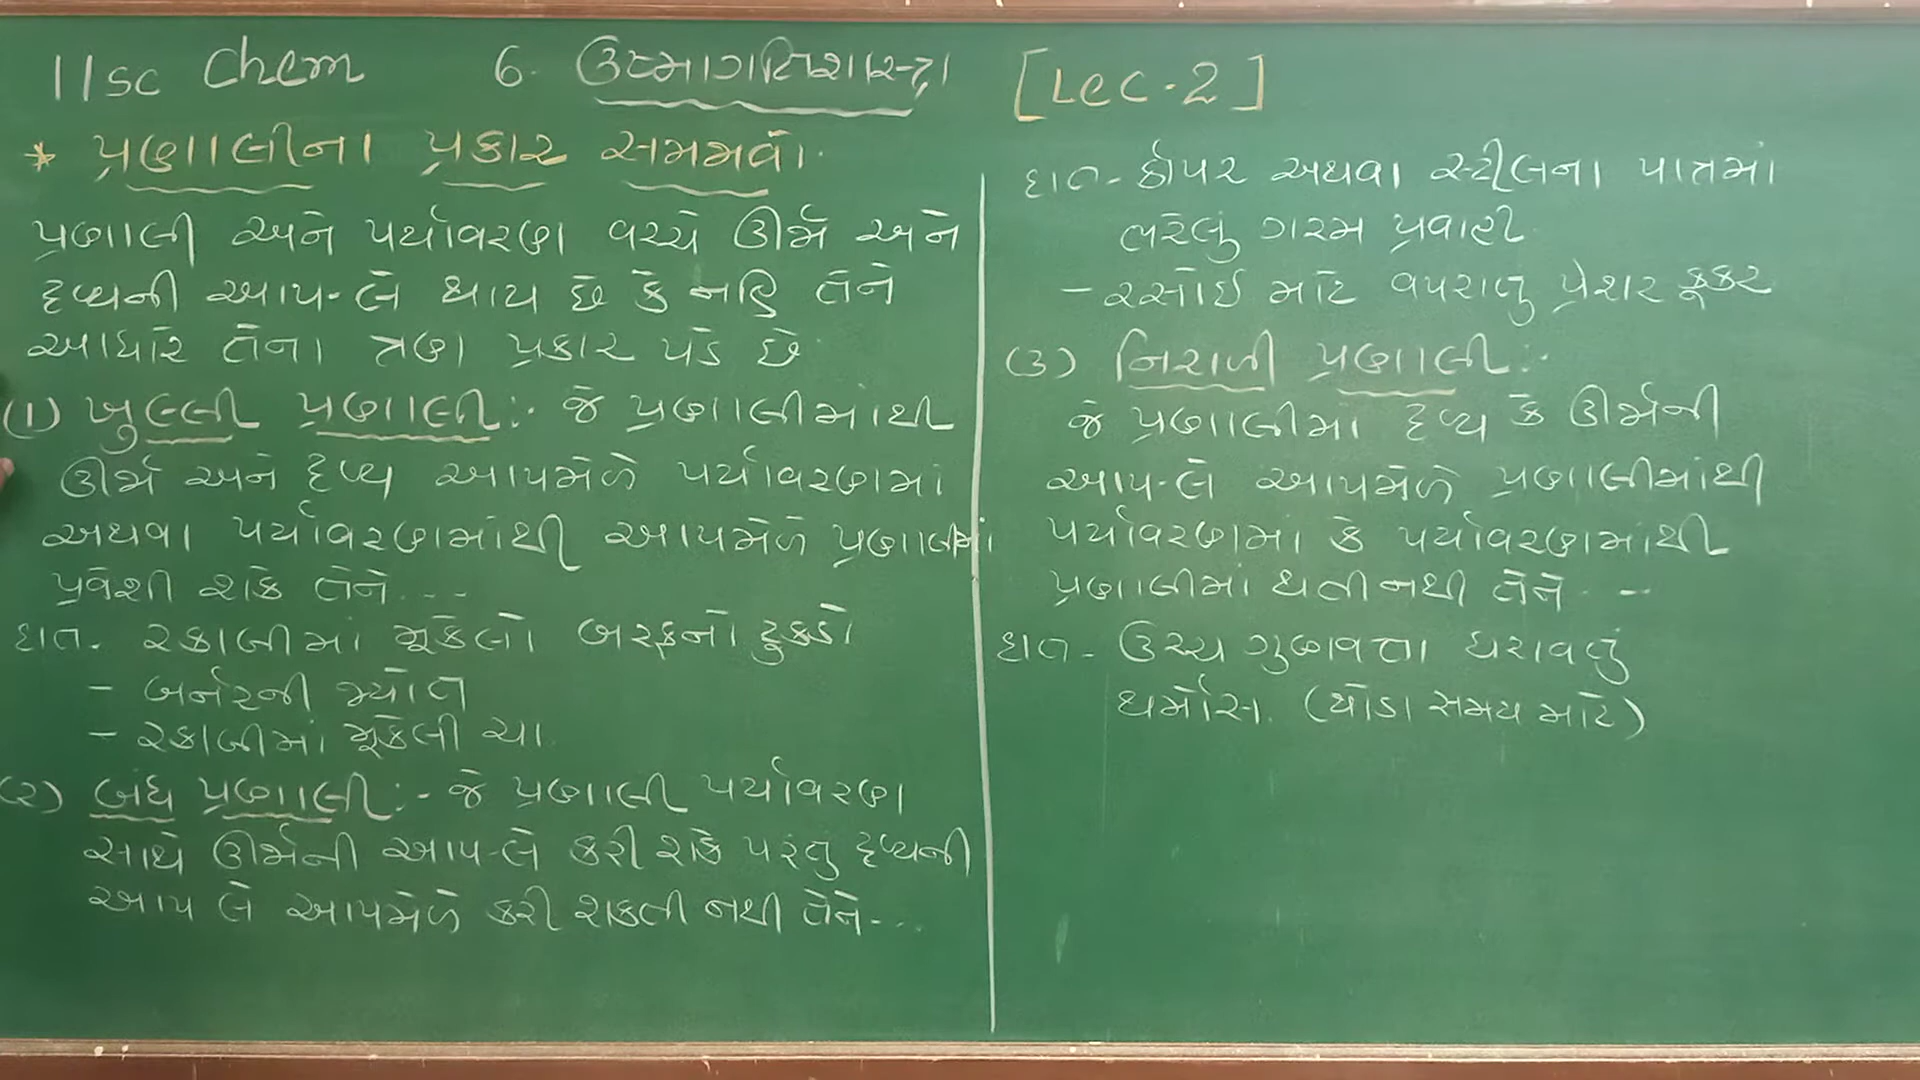 11sc Chem 6. ઉષ્માગતિશાસ્ત્ર [Lec.2]
* પ્રણાલીના પ્રકાર સમજાવો.
પ્રણાલી અને પર્યાવરણ વચ્ચે ઊર્જા અને
દ્રવ્યની આપ-લે થાય છે કે નહિ તેને
આધારે તેના ત્રણ પ્રકાર પડે છે.
(1) ખુલ્લી પ્રણાલી:- જે પ્રણાલીમાંથી
ઊર્જા અને દ્રવ્ય આપમેળે પર્યાવરણમાં
અથવા પર્યાવરણમાંથી આપમેળે પ્રણાલીમાં
પ્રવેશી શકે તેને ---
દાત. રકાબીમાં મૂકેલો બરફનો ટુકડો
- બર્નરની જ્યોત
- રકાબીમાં મૂકેલી ચા.
(૨) બંધ પ્રણાલી:- જે પ્રણાલી પર્યાવરણ
સાથે ઊર્જાની આપ-લે કરી શકે પરંતુ દ્રવ્યની
આપ લે આપમેળે કરી શકતી નથી તેને-..
દાત- કોપર અથવા સ્ટીલના પાત્રમાં
ભરેલું ગરમ પ્રવાહી.
- રસોઈ માટે વપરાતુ પ્રેશર કૂકર
(૩) નિરાળી પ્રણાલી:-
જે પ્રણાલીમાં દ્રવ્ય કે ઊર્જાની
આપ-લે આપમેળે પ્રણાલીમાંથી
પર્યાવરણમાં કે પર્યાવરણમાંથી
પ્રણાલીમાં થતી નથી તેને - --
દાત- ઉચ્ચ ગુણવત્તા ધરાવતું
થર્મોસ. (થોડા સમય માટે)